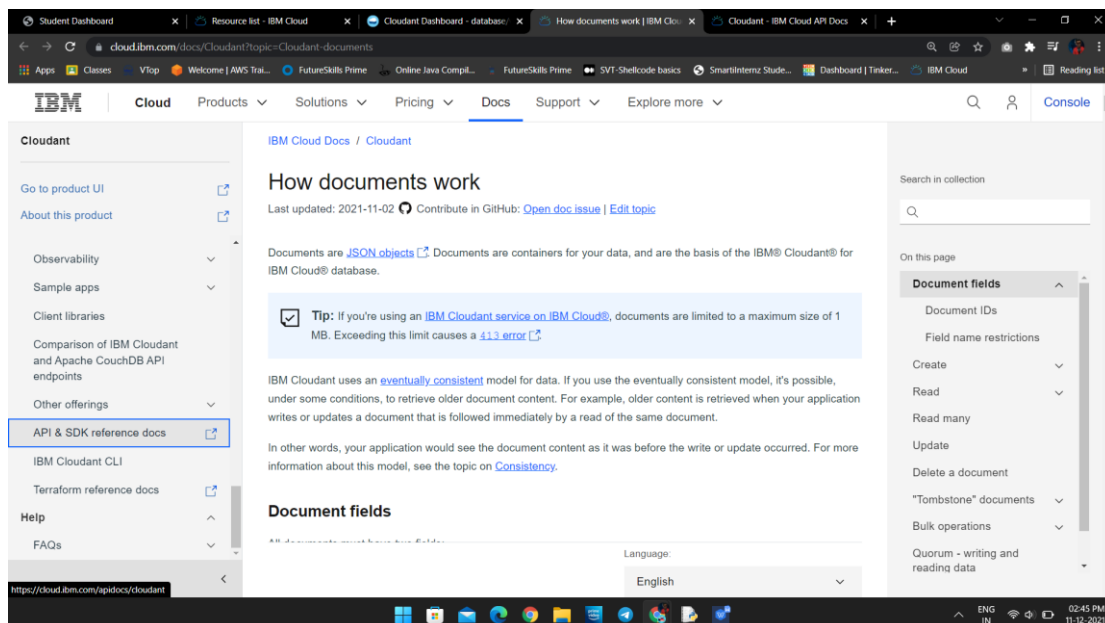 Student Dashboard
Resource list - IBM Cloud
Cloudant Dashboard - database/
How documents work | IBM Clou
Cloudant - IBM Cloud API Docs
cloud.ibm.com/docs/Cloudant?topic=Cloudant-documents
Apps Classes VTop Welcome | AWS Trai... FutureSkills Prime Online Java Compil... FutureSkills Prime SVT-Shellcode basics SmartiInternz Stude... Dashboard | Tinker... IBM Cloud » Reading list
IBM Cloud Products Solutions Pricing Docs Support Explore more Console
Cloudant
Go to product UI
About this product
Observability
Sample apps
Client libraries
Comparison of IBM Cloudant
and Apache CouchDB API
endpoints
Other offerings
API & SDK reference docs
IBM Cloudant CLI
Terraform reference docs
Help
FAQs
https://cloud.ibm.com/apidocs/cloudant
IBM Cloud Docs / Cloudant
How documents work
Last updated: 2021-11-02 Contribute in GitHub: Open doc issue | Edit topic
Documents are JSON objects. Documents are containers for your data, and are the basis of the IBM® Cloudant® for
IBM Cloud® database.
Tip: If you're using an IBM Cloudant service on IBM Cloud®, documents are limited to a maximum size of 1
MB. Exceeding this limit causes a 413 error.
IBM Cloudant uses an eventually consistent model for data. If you use the eventually consistent model, it's possible,
under some conditions, to retrieve older document content. For example, older content is retrieved when your application
writes or updates a document that is followed immediately by a read of the same document.
In other words, your application would see the document content as it was before the write or update occurred. For more
information about this model, see the topic on Consistency.
Document fields
All documents must have two fields:
Language:
English
Search in collection
On this page
Document fields
Document IDs
Field name restrictions
Create
Read
Read many
Update
Delete a document
"Tombstone" documents
Bulk operations
Quorum - writing and
reading data
ENG
IN
02:45 PM
11-12-2021